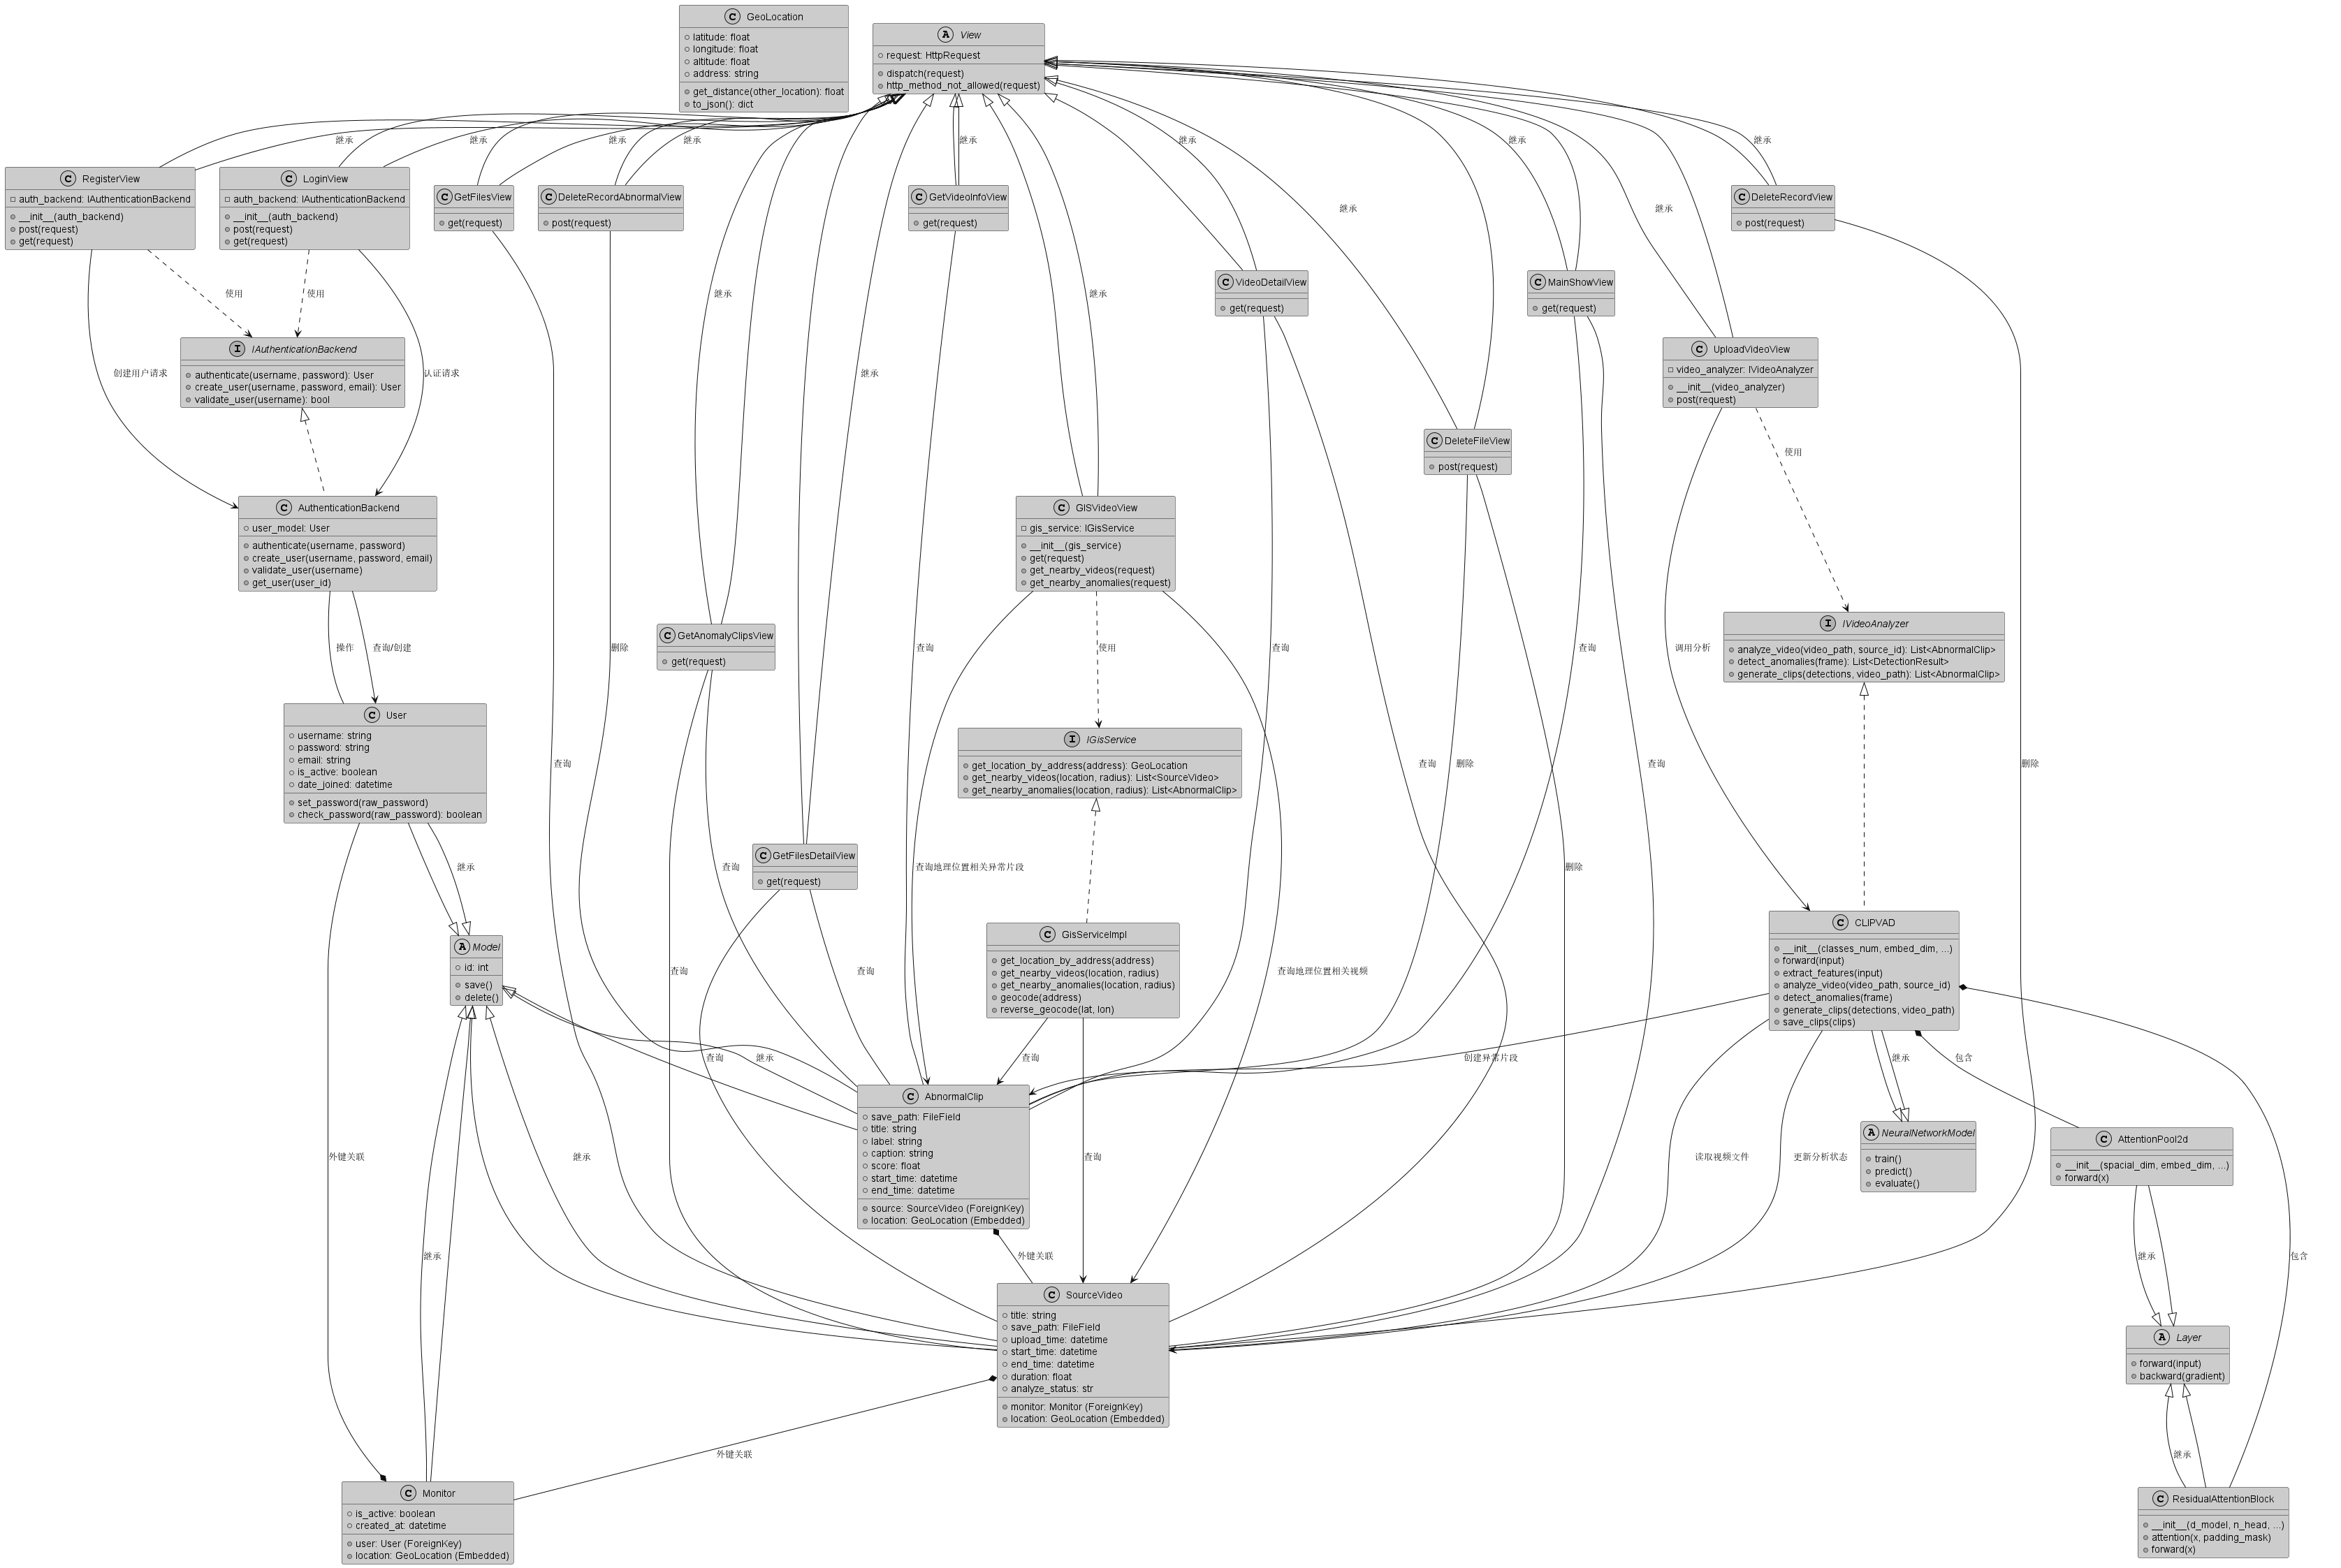 C GeoLocation
latitude: float
longitude: float
altitude: float
address: string
get_distance(other_location): float
to_json(): dict
A View
request: HttpRequest
dispatch(request)
http_method_not_allowed(request)
继承
继承
继承
继承
继承
继承
继承
继承
C RegisterView
auth_backend: IAuthenticationBackend
__init__(auth_backend)
post(request)
get(request)
C LoginView
auth_backend: IAuthenticationBackend
__init__(auth_backend)
post(request)
get(request)
C GetFilesView
get(request)
C DeleteRecordAbnormalView
post(request)
C GetVideoInfoView
get(request)
C DeleteRecordView
post(request)
继承
继承
使用
使用
继承
继承
C VideoDetailView
get(request)
C MainShowView
get(request)
I IAuthenticationBackend
authenticate(username, password): User
create_user(username, password, email): User
validate_user(username): bool
C UploadVideoView
video_analyzer: IVideoAnalyzer
__init__(video_analyzer)
post(request)
创建用户请求
认证请求
继承
C DeleteFileView
post(request)
使用
C AuthenticationBackend
user_model: User
authenticate(username, password)
create_user(username, password, email)
validate_user(username)
get_user(user_id)
C GISVideoView
gis_service: IGisService
__init__(gis_service)
get(request)
get_nearby_videos(request)
get_nearby_anomalies(request)
操作
查询/创建
删除
C GetAnomalyClipsView
get(request)
查询
使用
查询
查询
调用分析
I IVideoAnalyzer
analyze_video(video_path, source_id): List<AbnormalClip>
detect_anomalies(frame): List<DetectionResult>
generate_clips(detections, video_path): List<AbnormalClip>
C User
username: string
password: string
email: string
is_active: boolean
date_joined: datetime
set_password(raw_password)
check_password(raw_password): boolean
查询
I IGisService
get_location_by_address(address): GeoLocation
get_nearby_videos(location, radius): List<SourceVideo>
get_nearby_anomalies(location, radius): List<AbnormalClip>
查询
删除
查询
删除
继承
查询
C GetFilesDetailView
get(request)
查询地理位置相关异常片段
删除
A Model
id: int
save()
delete()
查询
查询
C GisServiceImpl
get_location_by_address(address)
get_nearby_videos(location, radius)
get_nearby_anomalies(location, radius)
geocode(address)
reverse_geocode(lat, lon)
查询地理位置相关视频
C CLIPVAD
__init__(classes_num, embed_dim, ...)
forward(input)
extract_features(input)
analyze_video(video_path, source_id)
detect_anomalies(frame)
generate_clips(detections, video_path)
save_clips(clips)
继承
查询
查询
创建异常片段
继承
包含
C AbnormalClip
save_path: FileField
title: string
label: string
caption: string
score: float
start_time: datetime
end_time: datetime
source: SourceVideo (ForeignKey)
location: GeoLocation (Embedded)
A NeuralNetworkModel
train()
predict()
evaluate()
C AttentionPool2d
__init__(spacial_dim, embed_dim, ...)
forward(x)
外键关联
继承
查询
读取视频文件
更新分析状态
继承
外键关联
继承
包含
C SourceVideo
title: string
save_path: FileField
upload_time: datetime
start_time: datetime
end_time: datetime
duration: float
analyze_status: str
monitor: Monitor (ForeignKey)
location: GeoLocation (Embedded)
A Layer
forward(input)
backward(gradient)
外键关联
继承
C Monitor
is_active: boolean
created_at: datetime
user: User (ForeignKey)
location: GeoLocation (Embedded)
C ResidualAttentionBlock
__init__(d_model, n_head, ...)
attention(x, padding_mask)
forward(x)